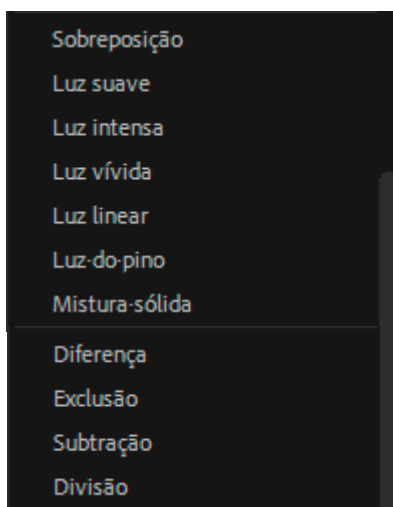 Sobreposição
Luz suave
Luz intensa
Luz vívida
Luz linear
Luz·do·pino
Mistura·sólida
Diferença
Exclusão
Subtração
Divisão